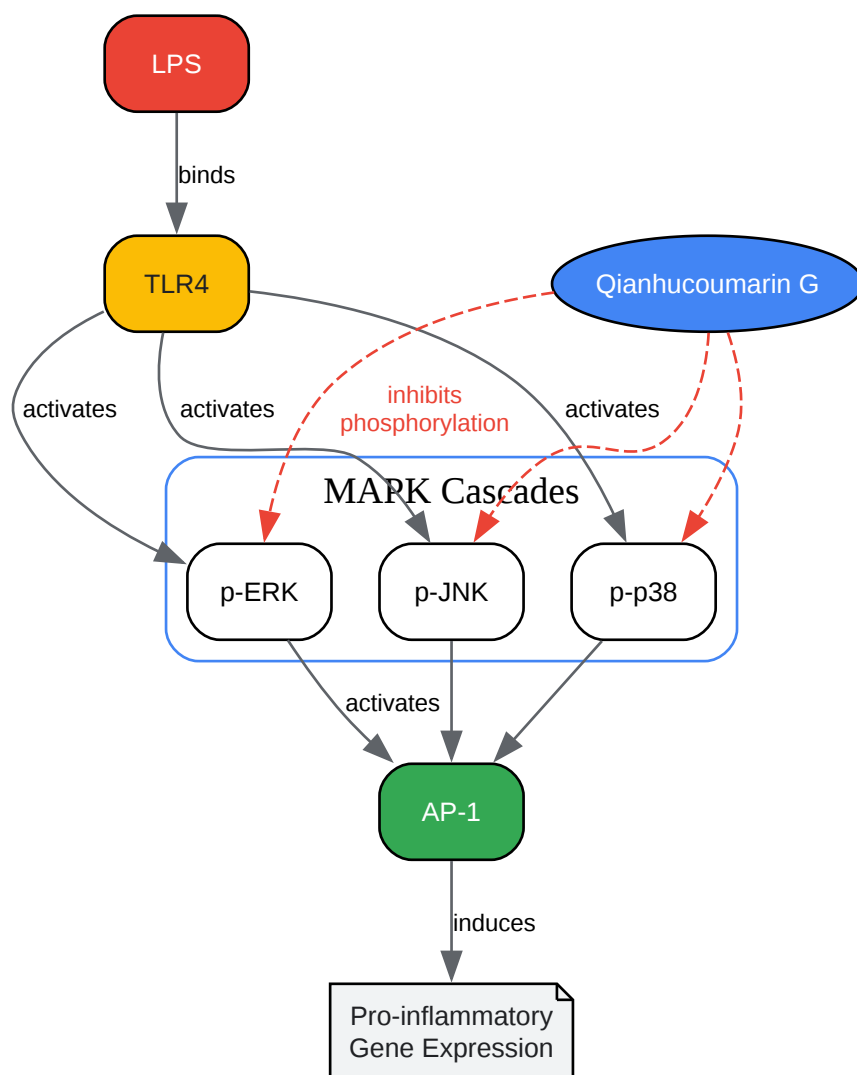 LPS
binds
TLR4
Qianhucoumarin G
activates
activates
inhibits
phosphorylation
activates
MAPK Cascades
p-ERK
p-JNK
p-p38
activates
AP-1
induces
Pro-inflammatory
Gene Expression